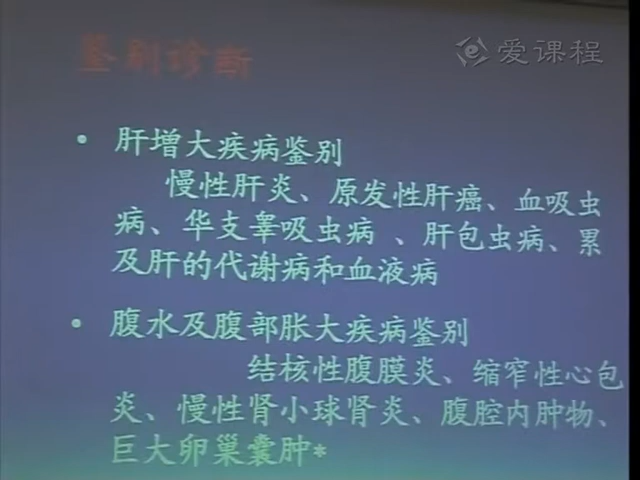 爱课程
鉴别诊断
• 肝增大疾病鉴别
慢性肝炎、原发性肝癌、血吸虫
病、华支睾吸虫病 、肝包虫病、累
及肝的代谢病和血液病
• 腹水及腹部胀大疾病鉴别
结核性腹膜炎、缩窄性心包
炎、慢性肾小球肾炎、腹腔内肿物、
巨大卵巢囊肿*